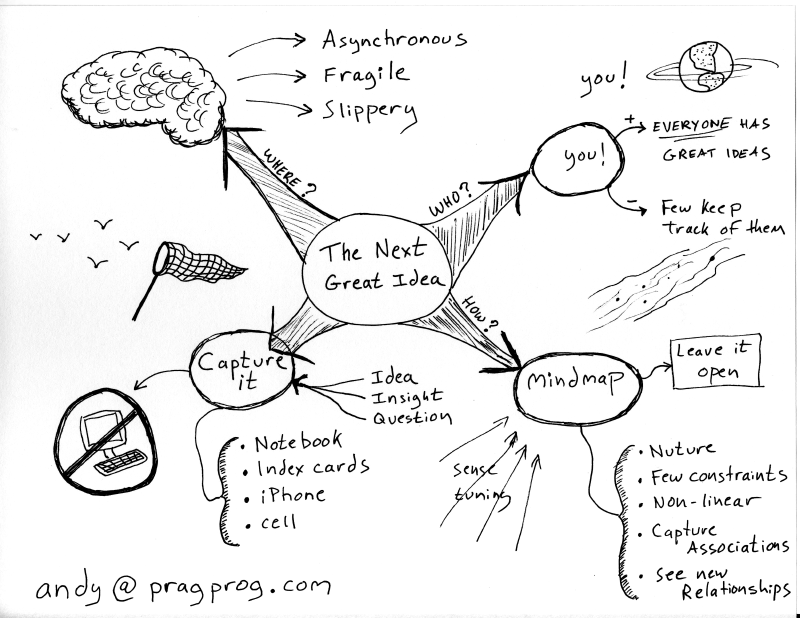 Asynchronous
Fragile
Slippery
WHERE?
you!
you!
+
EVERYONE HAS
GREAT IDEAS
-
Few keep
track of them
WHO?
The Next
Great Idea
HOW?
Capture
it
Idea
Insight
Question
• Notebook
• Index cards
• iPhone
• cell
mindmap
Leave it
open
sense
tuning
• Nuture
• Few constraints
• Non-linear
• Capture
Associations
• See new
Relationships
andy@pragprog.com